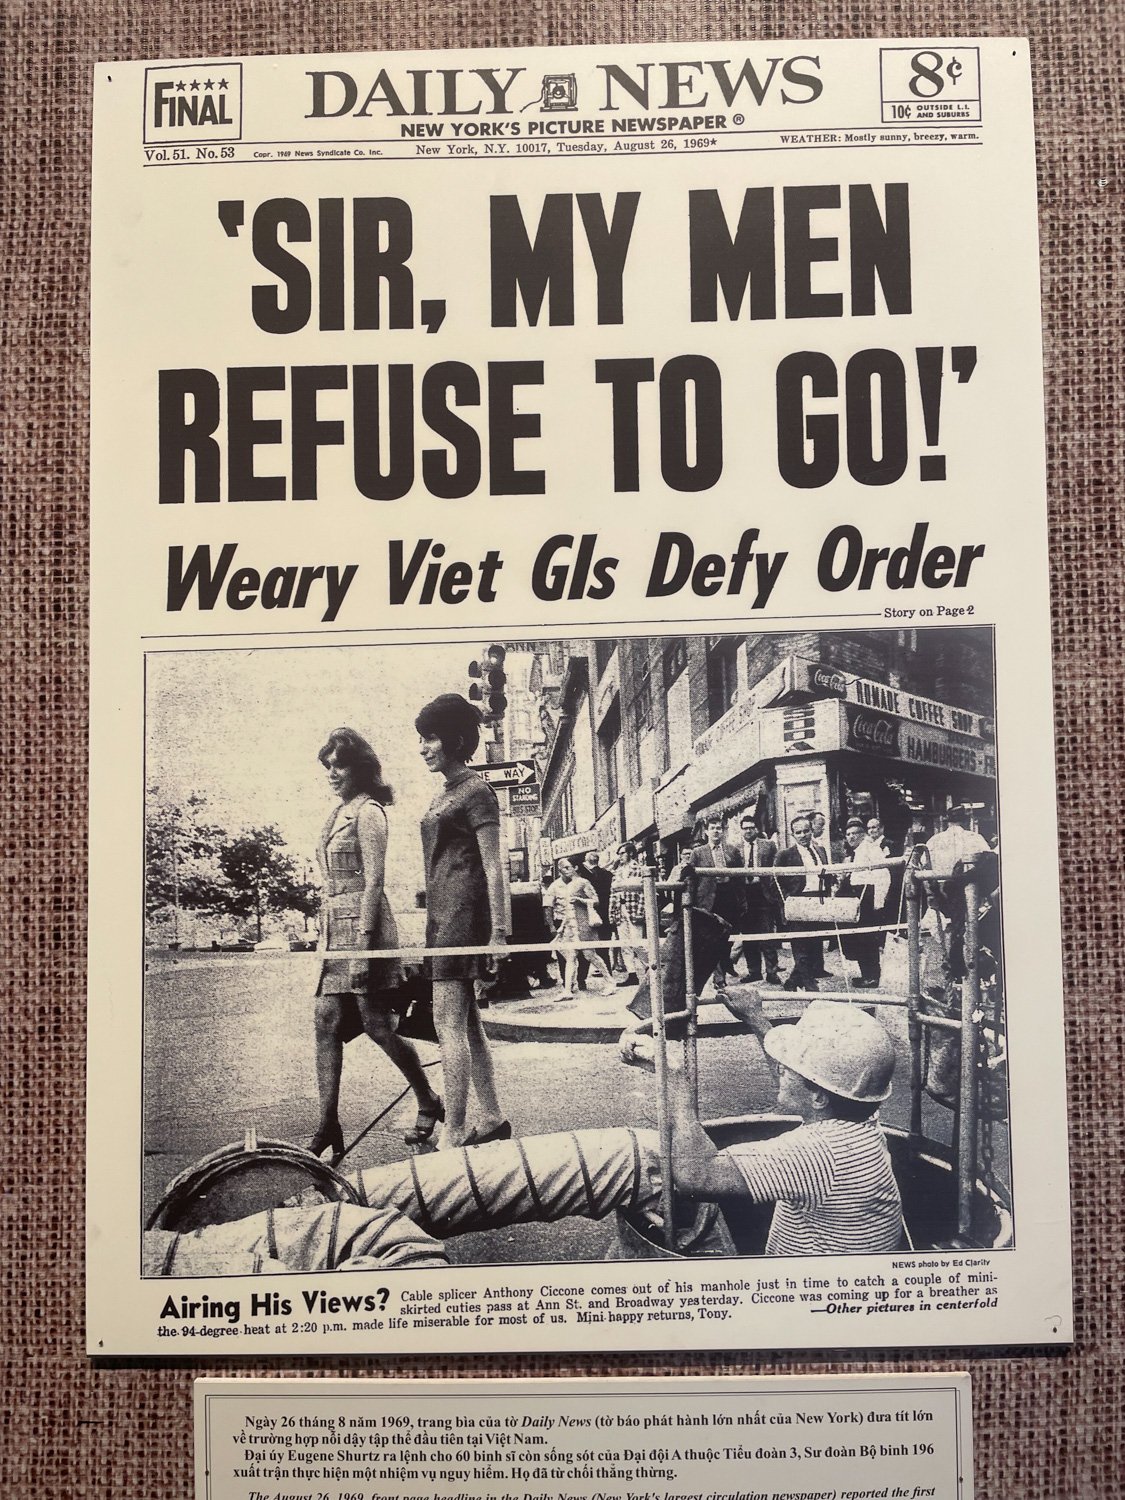 ★★★★
FINAL
DAILY NEWS
NEW YORK'S PICTURE NEWSPAPER ®
8¢
10¢ OUTSIDE L.I. AND SUBURBS
Vol. 51. No. 53
Copr. 1969 News Syndicate Co. Inc.
New York, N.Y. 10017, Tuesday, August 26, 1969★
WEATHER: Mostly sunny, breezy, warm.
'SIR, MY MEN
REFUSE TO GO!'
Weary Viet GIs Defy Order
Story on Page 2
ANN
WAY
NO
STANDING
Coca-Cola
COFFEE SHOP
Coca-Cola
HAMBURGERS
NEWS photo by Ed Clarity
Airing His Views?
Cable splicer Anthony Ciccone comes out of his manhole just in time to catch a couple of mini-
skirted cuties pass at Ann St. and Broadway yesterday. Ciccone was coming up for a breather as
the 94-degree heat at 2:20 p.m. made life miserable for most of us. Mini-happy returns, Tony.
—Other pictures in centerfold
Ngày 26 tháng 8 năm 1969, trang bìa của tờ Daily News (tờ báo phát hành lớn nhất của New York) đưa tít lớn
về trường hợp nổi dậy tập thể đầu tiên tại Việt Nam.
Đại úy Eugene Shurtz ra lệnh cho 60 binh sĩ còn sống sót của Đại đội A thuộc Tiểu đoàn 3, Sư đoàn Bộ binh 196
xuất trận thực hiện một nhiệm vụ nguy hiểm. Họ đã từ chối thẳng thừng.
The August 26, 1969, front page headline in the Daily News (New York's largest circulation newspaper) reported the first